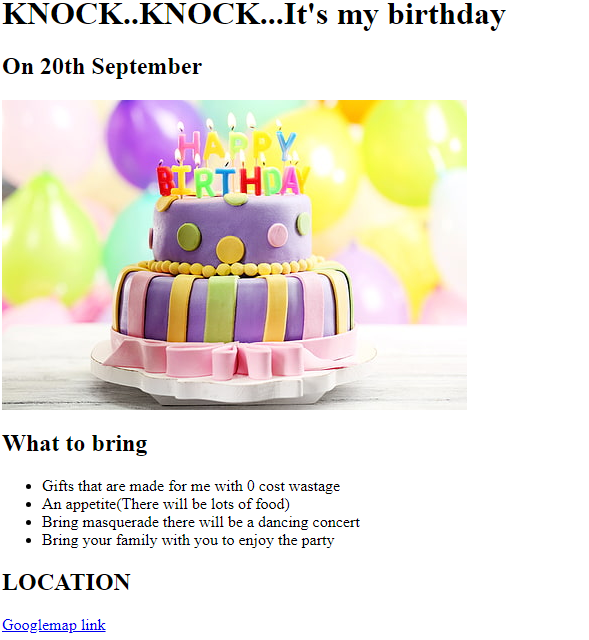 KNOCK..KNOCK...It's my birthday
On 20th September
HAPPY
BIRTHDAY
What to bring
Gifts that are made for me with 0 cost wastage
An appetite(There will be lots of food)
Bring masquerade there will be a dancing concert
Bring your family with you to enjoy the party
LOCATION
Googlemap link